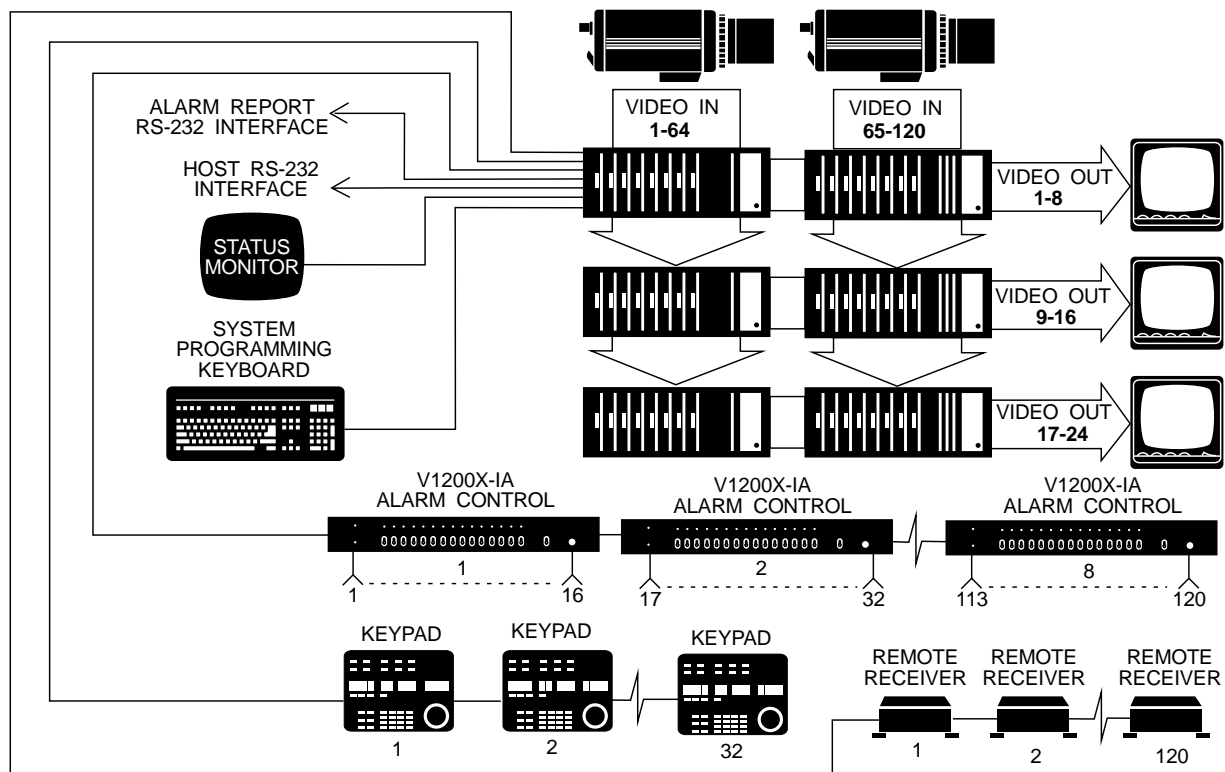 VIDEO IN
1-64
VIDEO IN
65-120
ALARM REPORT
RS-232 INTERFACE
HOST RS-232
INTERFACE
STATUS
MONITOR
SYSTEM
PROGRAMMING
KEYBOARD
VIDEO OUT
1-8
VIDEO OUT
9-16
VIDEO OUT
17-24
V1200X-IA
ALARM CONTROL
1
1
16
V1200X-IA
ALARM CONTROL
2
17
32
V1200X-IA
ALARM CONTROL
8
113
120
KEYPAD
1
KEYPAD
2
KEYPAD
32
REMOTE
RECEIVER
1
REMOTE
RECEIVER
2
REMOTE
RECEIVER
120